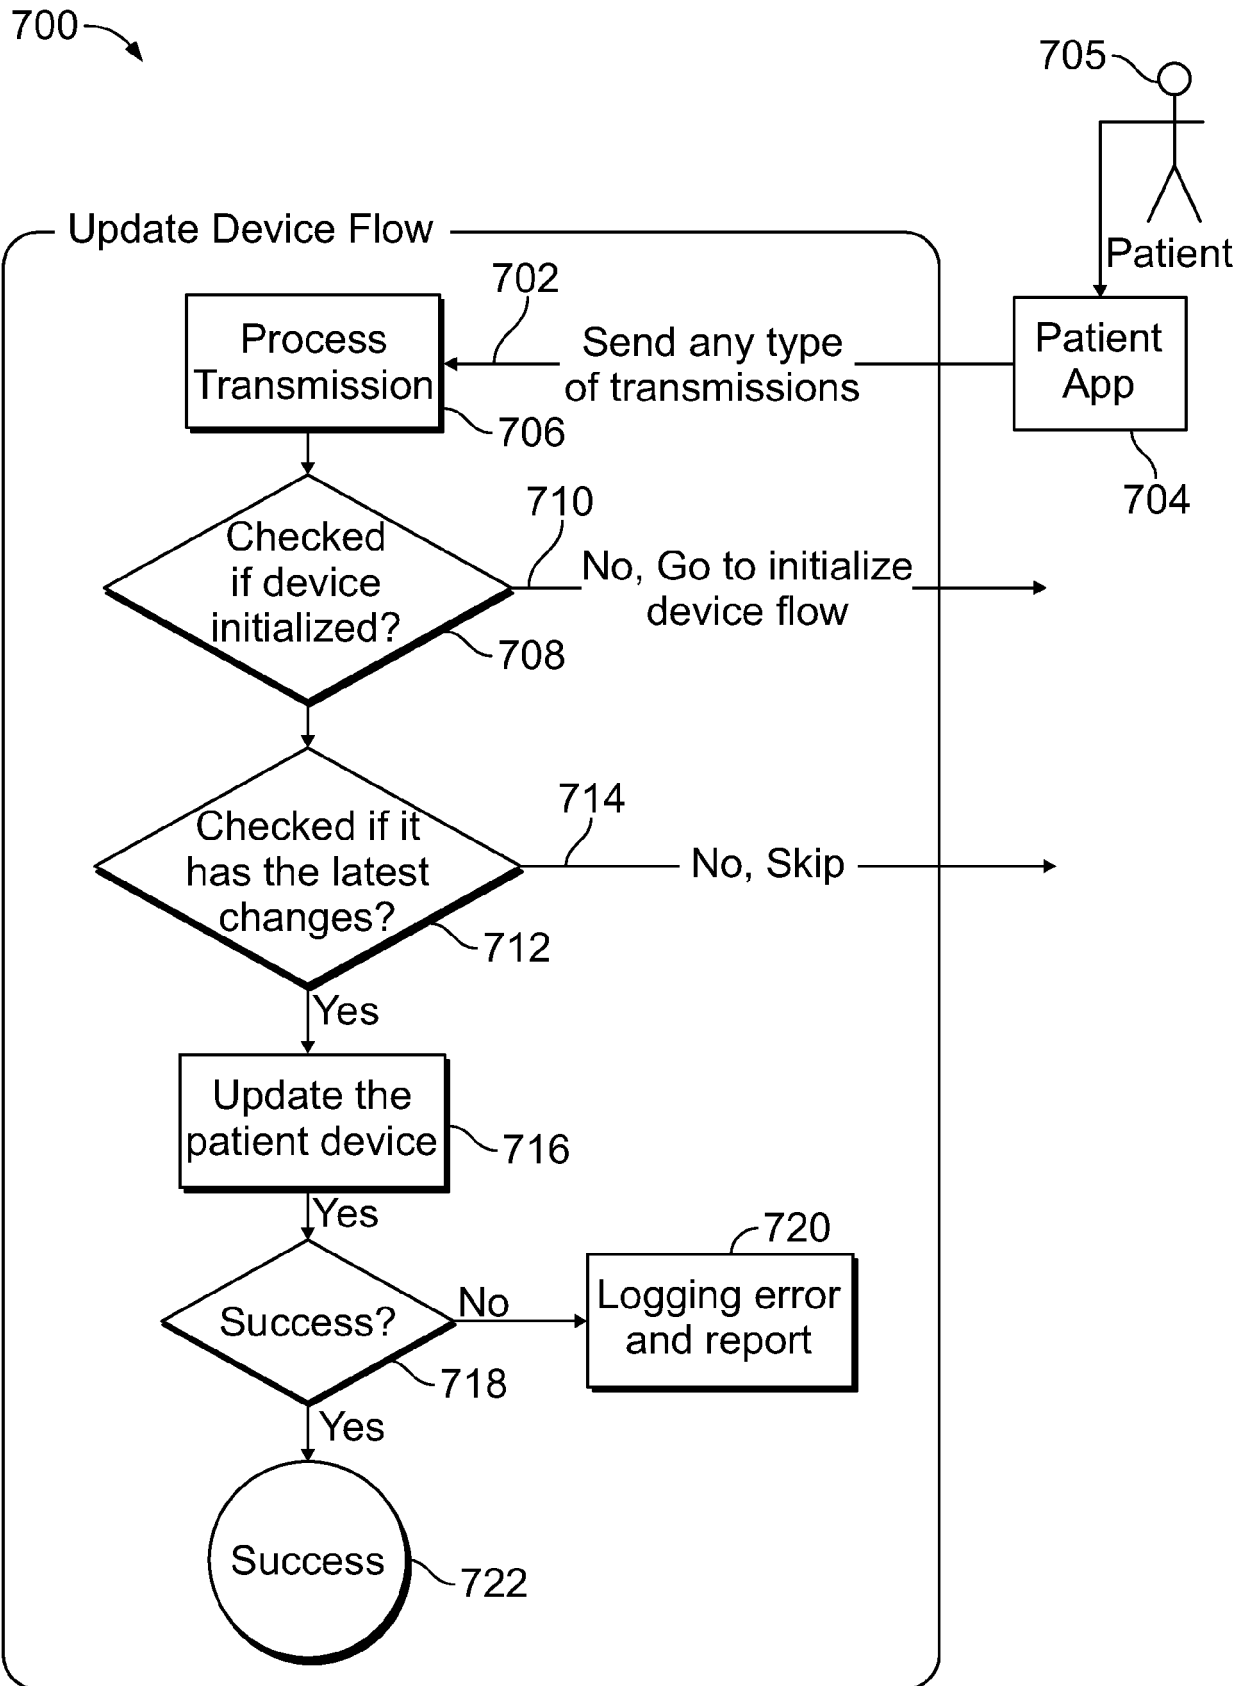 700
705
Patient
Update Device Flow
702
Process
Transmission
706
Send any type
of transmissions
Patient
App
704
Checked
if device
initialized?
708
710
No, Go to initialize
device flow
Checked if it
has the latest
changes?
712
714
No, Skip
Yes
Update the
patient device
716
Yes
Success?
718
No
720
Logging error
and report
Yes
Success
722